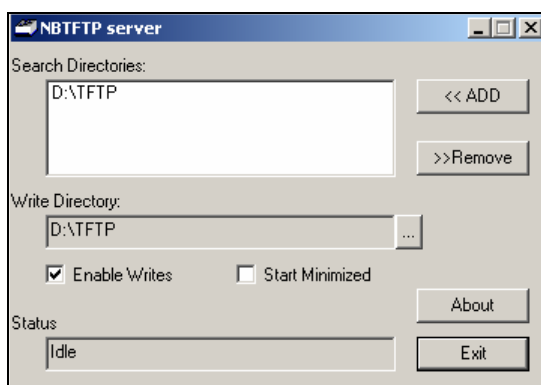 NBTFTP server
Search Directories:
D:\TFTP
<< ADD
>>Remove
Write Directory:
D:\TFTP
...
Enable Writes
Start Minimized
About
Status
Idle
Exit